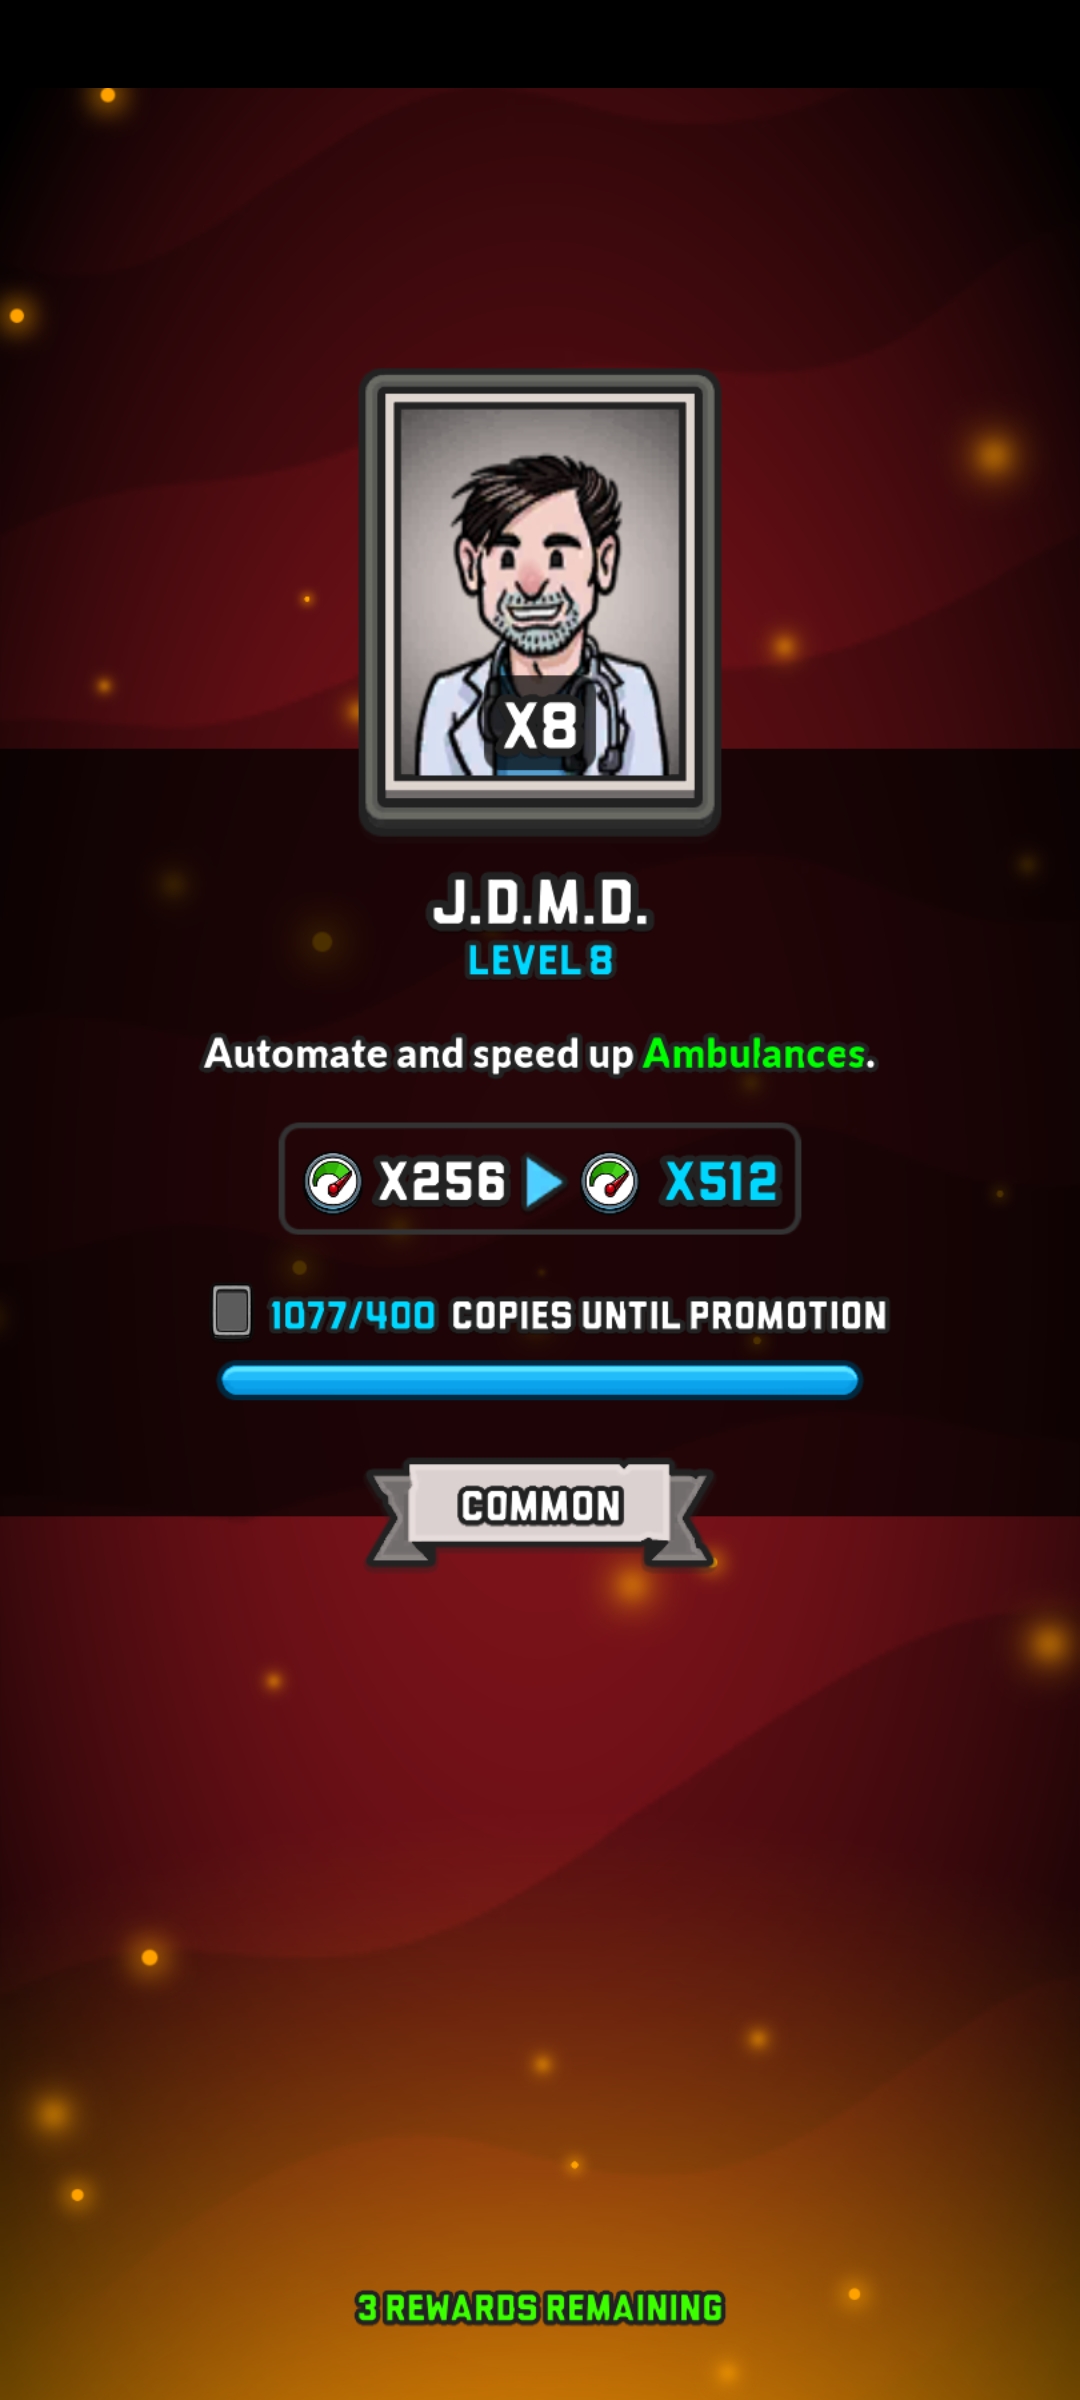 X8
J.D.M.D.
LEVEL 8
Automate and speed up Ambulances.
X256 X512
1077/400 COPIES UNTIL PROMOTION
COMMON
3 REWARDS REMAINING